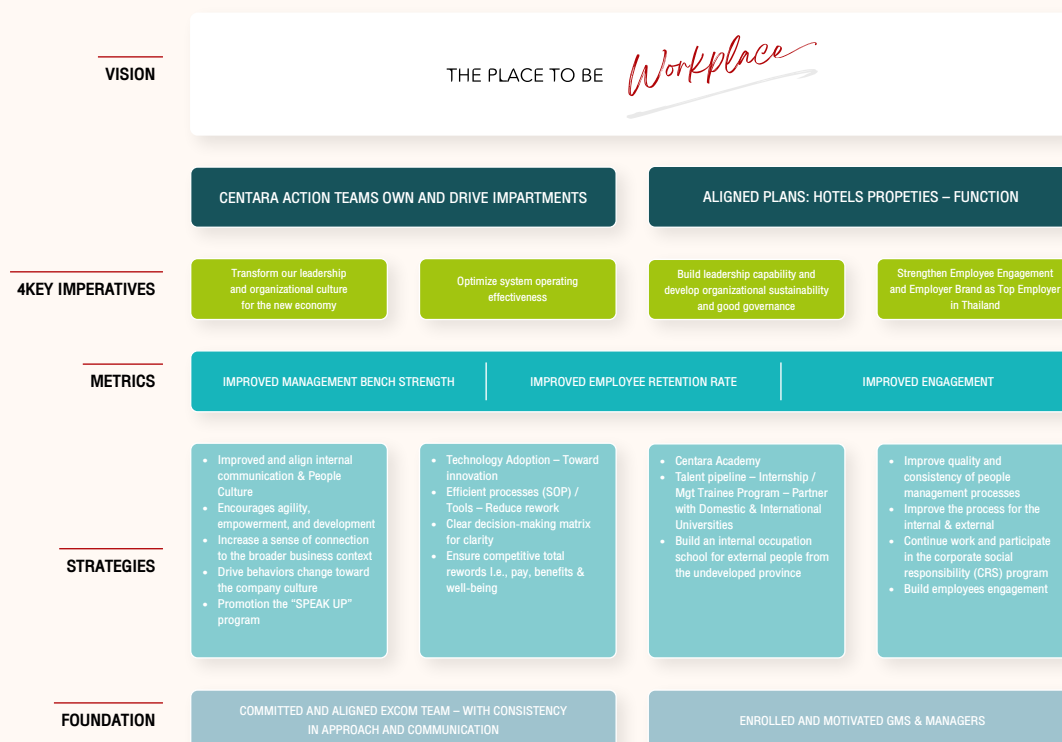 VISION
THE PLACE TO BE Workplace
CENTARA ACTION TEAMS OWN AND DRIVE IMPARTMENTS
ALIGNED PLANS: HOTELS PROPETIES – FUNCTION
4KEY IMPERATIVES
Transform our leadership
and organizational culture
for the new economy
Optimize system operating
effectiveness
Build leadership capability and
develop organizational sustainability
and good governance
Strengthen Employee Engagement
and Employer Brand as Top Employer
in Thailand
METRICS
IMPROVED MANAGEMENT BENCH STRENGTH
IMPROVED EMPLOYEE RETENTION RATE
IMPROVED ENGAGEMENT
STRATEGIES
• Improved and align internal
communication & People
Culture
• Encourages agility,
empowerment, and development
• Increase a sense of connection
to the broader business context
• Drive behaviors change toward
the company culture
• Promotion the “SPEAK UP”
program
• Technology Adoption – Toward
innovation
• Efficient processes (SOP) /
Tools – Reduce rework
• Clear decision-making matrix
for clarity
• Ensure competitive total
rewords I.e., pay, benefits &
well-being
• Centara Academy
• Talent pipeline – Internship /
Mgt Trainee Program – Partner
with Domestic & International
Universities
• Build an internal occupation
school for external people from
the undeveloped province
• Improve quality and
consistency of people
management processes
• Improve the process for the
internal & external
• Continue work and participate
in the corporate social
responsibility (CRS) program
• Build employees engagement
FOUNDATION
COMMITTED AND ALIGNED EXCOM TEAM – WITH CONSISTENCY
IN APPROACH AND COMMUNICATION
ENROLLED AND MOTIVATED GMS & MANAGERS